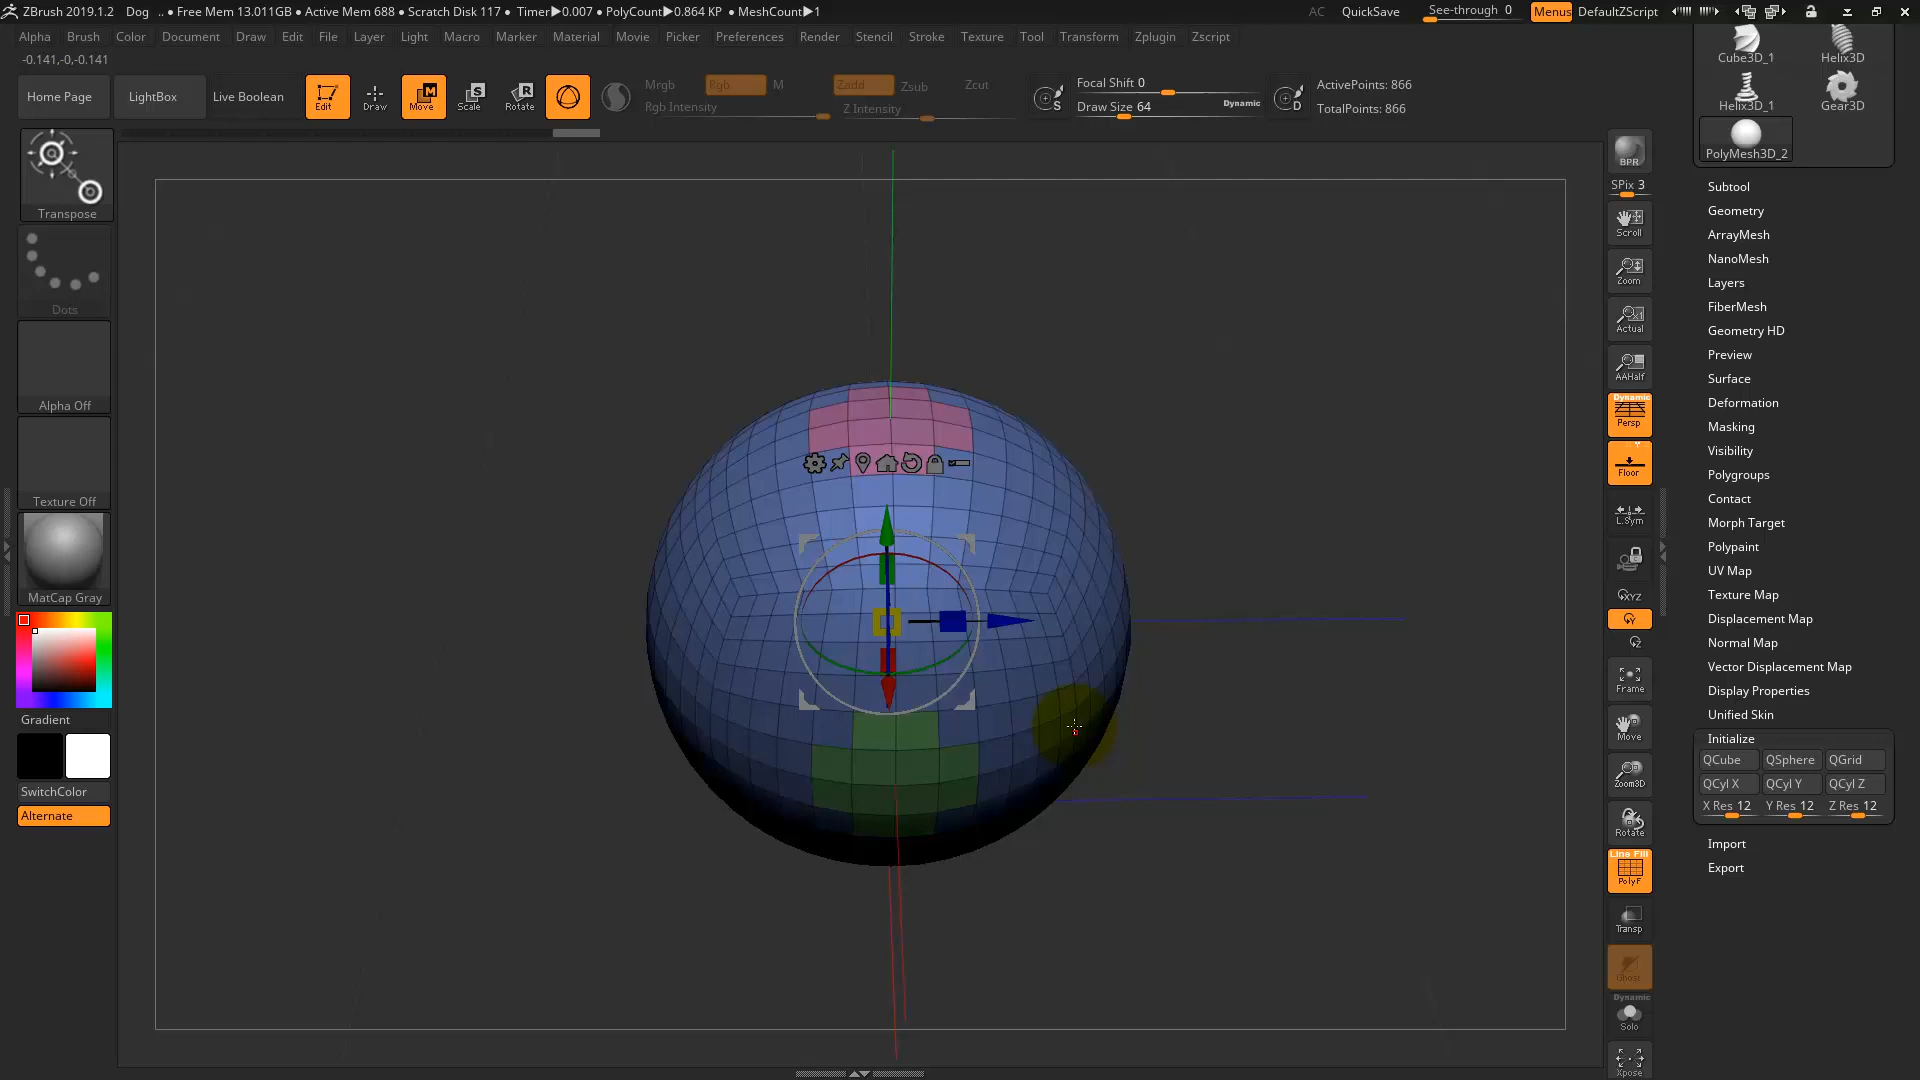 ZBrush 2019.1.2 Dog .. • Free Mem 13.011GB • Active Mem 688 • Scratch Disk 117 • Timer▶0.007 • PolyCount▶0.864 KP • MeshCount▶1
AC QuickSave See-through 0 Menus DefaultZScript
Alpha Brush Color Document Draw Edit File Layer Light Macro Marker Material Movie Picker Preferences Render Stencil Stroke Texture Tool Transform Zplugin Zscript
-0.141,-0,-0.141
Home Page LightBox Live Boolean
Edit Draw Move Scale Rotate
Mrgb Rgb M
Rgb Intensity
Zadd Zsub Zcut
Z Intensity
Focal Shift 0
Draw Size 64 Dynamic
ActivePoints: 866
TotalPoints: 866
Transpose
Dots
Alpha Off
Texture Off
MatCap Gray
Gradient
SwitchColor
Alternate
BPR
SPix 3
Scroll
Zoom
Actual
AAHalf
Dynamic
Persp
Floor
L.Sym
XYZ
Y
Z
Frame
Move
Zoom3D
Rotate
Line Fill
PolyF
Transp
Ghost
Dynamic
Solo
Xpose
Cube3D_1 Helix3D
Helix3D_1 Gear3D
PolyMesh3D_2
Subtool
Geometry
ArrayMesh
NanoMesh
Layers
FiberMesh
Geometry HD
Preview
Surface
Deformation
Masking
Visibility
Polygroups
Contact
Morph Target
Polypaint
UV Map
Texture Map
Displacement Map
Normal Map
Vector Displacement Map
Display Properties
Unified Skin
Initialize
QCube QSphere QGrid
QCyl X QCyl Y QCyl Z
X Res 12 Y Res 12 Z Res 12
Import
Export